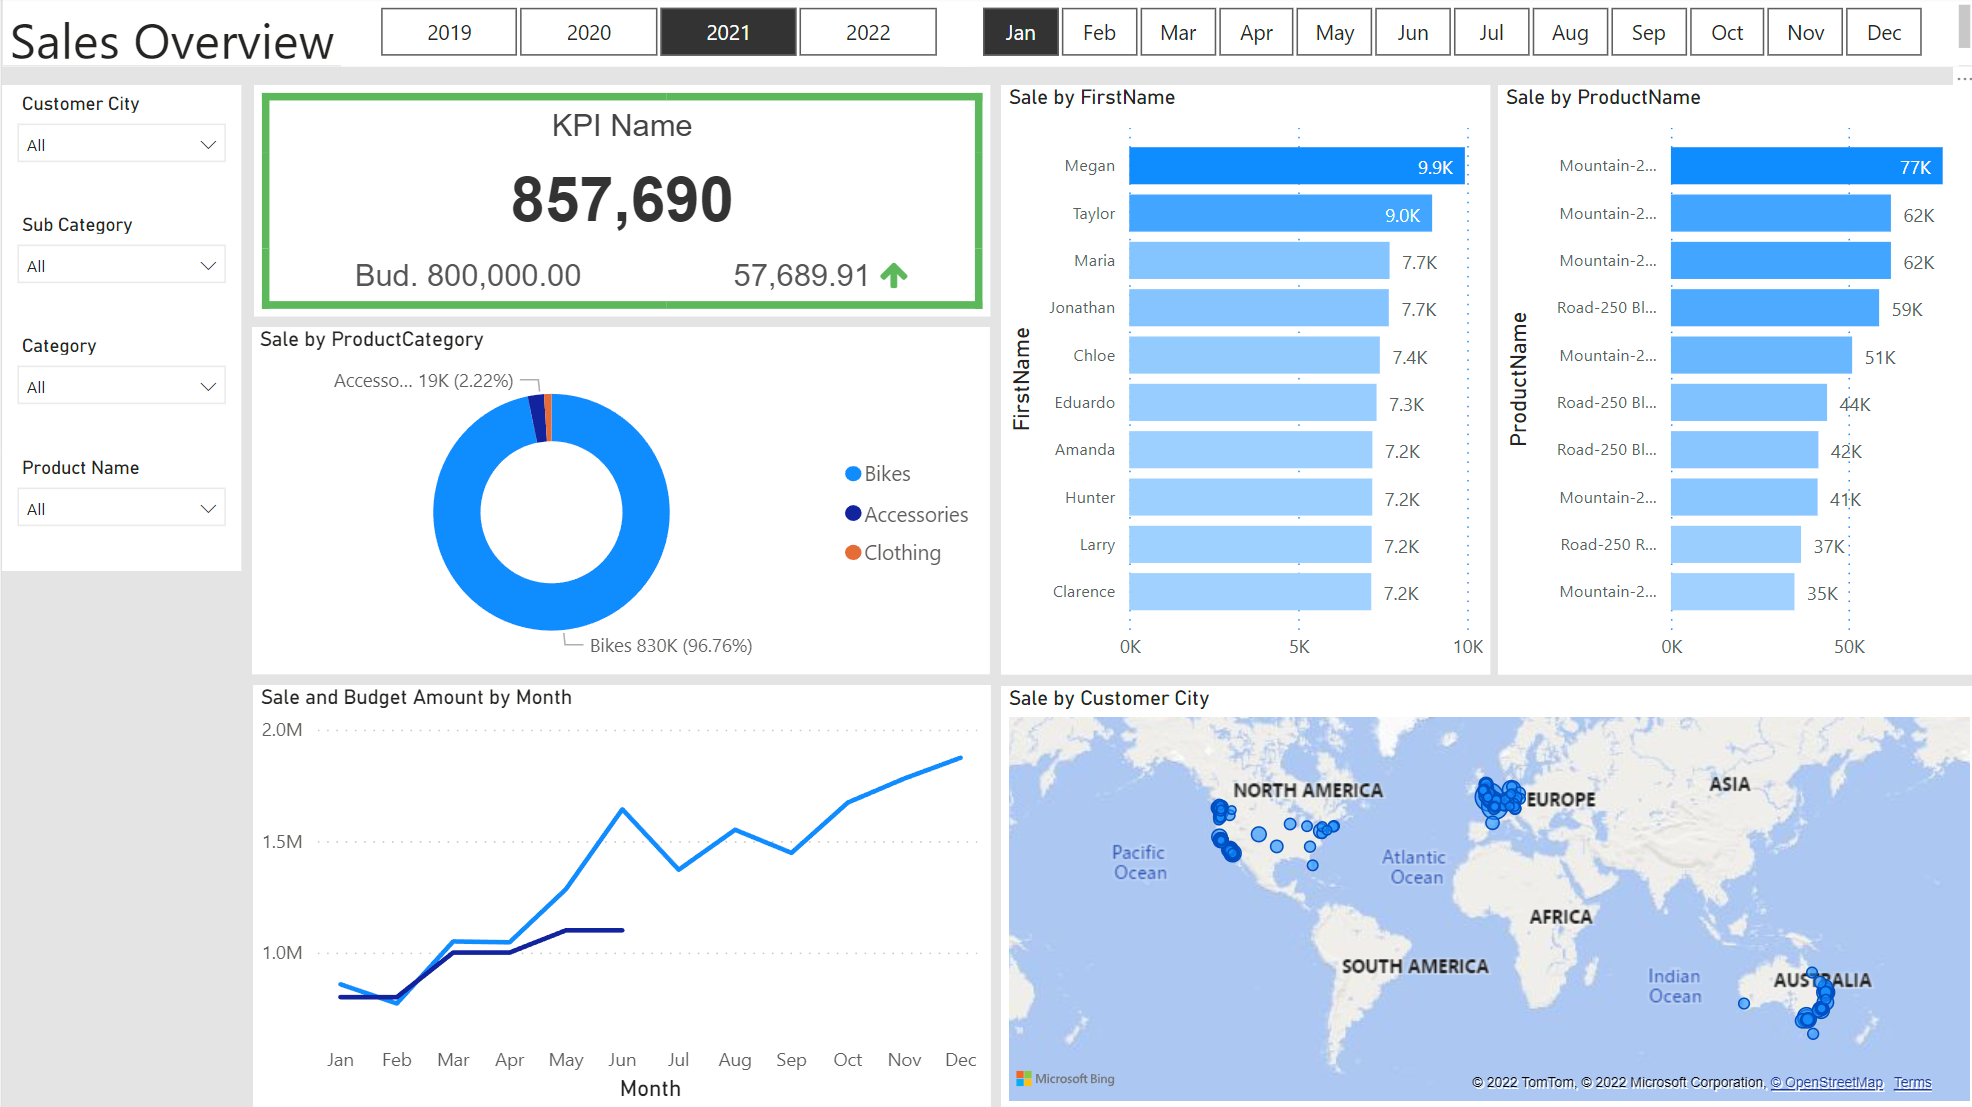 Sales Overview
2019
2020
2021
2022
Jan
Feb
Mar
Apr
May
Jun
Jul
Aug
Sep
Oct
Nov
Dec
Customer City
All
Sub Category
All
Category
All
Product Name
All
KPI Name
857,690
Bud. 800,000.00
57,689.91
Sale by ProductCategory
Accesso... 19K (2.22%)
Bikes
Accessories
Clothing
Bikes 830K (96.76%)
Sale by FirstName
FirstName
Megan 9.9K
Taylor 9.0K
Maria 7.7K
Jonathan 7.7K
Chloe 7.4K
Eduardo 7.3K
Amanda 7.2K
Hunter 7.2K
Larry 7.2K
Clarence 7.2K
0K 5K 10K
Sale by ProductName
ProductName
Mountain-2... 77K
Mountain-2... 62K
Mountain-2... 62K
Road-250 Bl... 59K
Mountain-2... 51K
Road-250 Bl... 44K
Road-250 Bl... 42K
Mountain-2... 41K
Road-250 R... 37K
Mountain-2... 35K
0K 50K
Sale and Budget Amount by Month
2.0M
1.5M
1.0M
Jan Feb Mar Apr May Jun Jul Aug Sep Oct Nov Dec
Month
Sale by Customer City
NORTH AMERICA
EUROPE
ASIA
Pacific
Ocean
Atlantic
Ocean
AFRICA
SOUTH AMERICA
Indian
Ocean
AUSTRALIA
Microsoft Bing
© 2022 TomTom, © 2022 Microsoft Corporation, © OpenStreetMap Terms